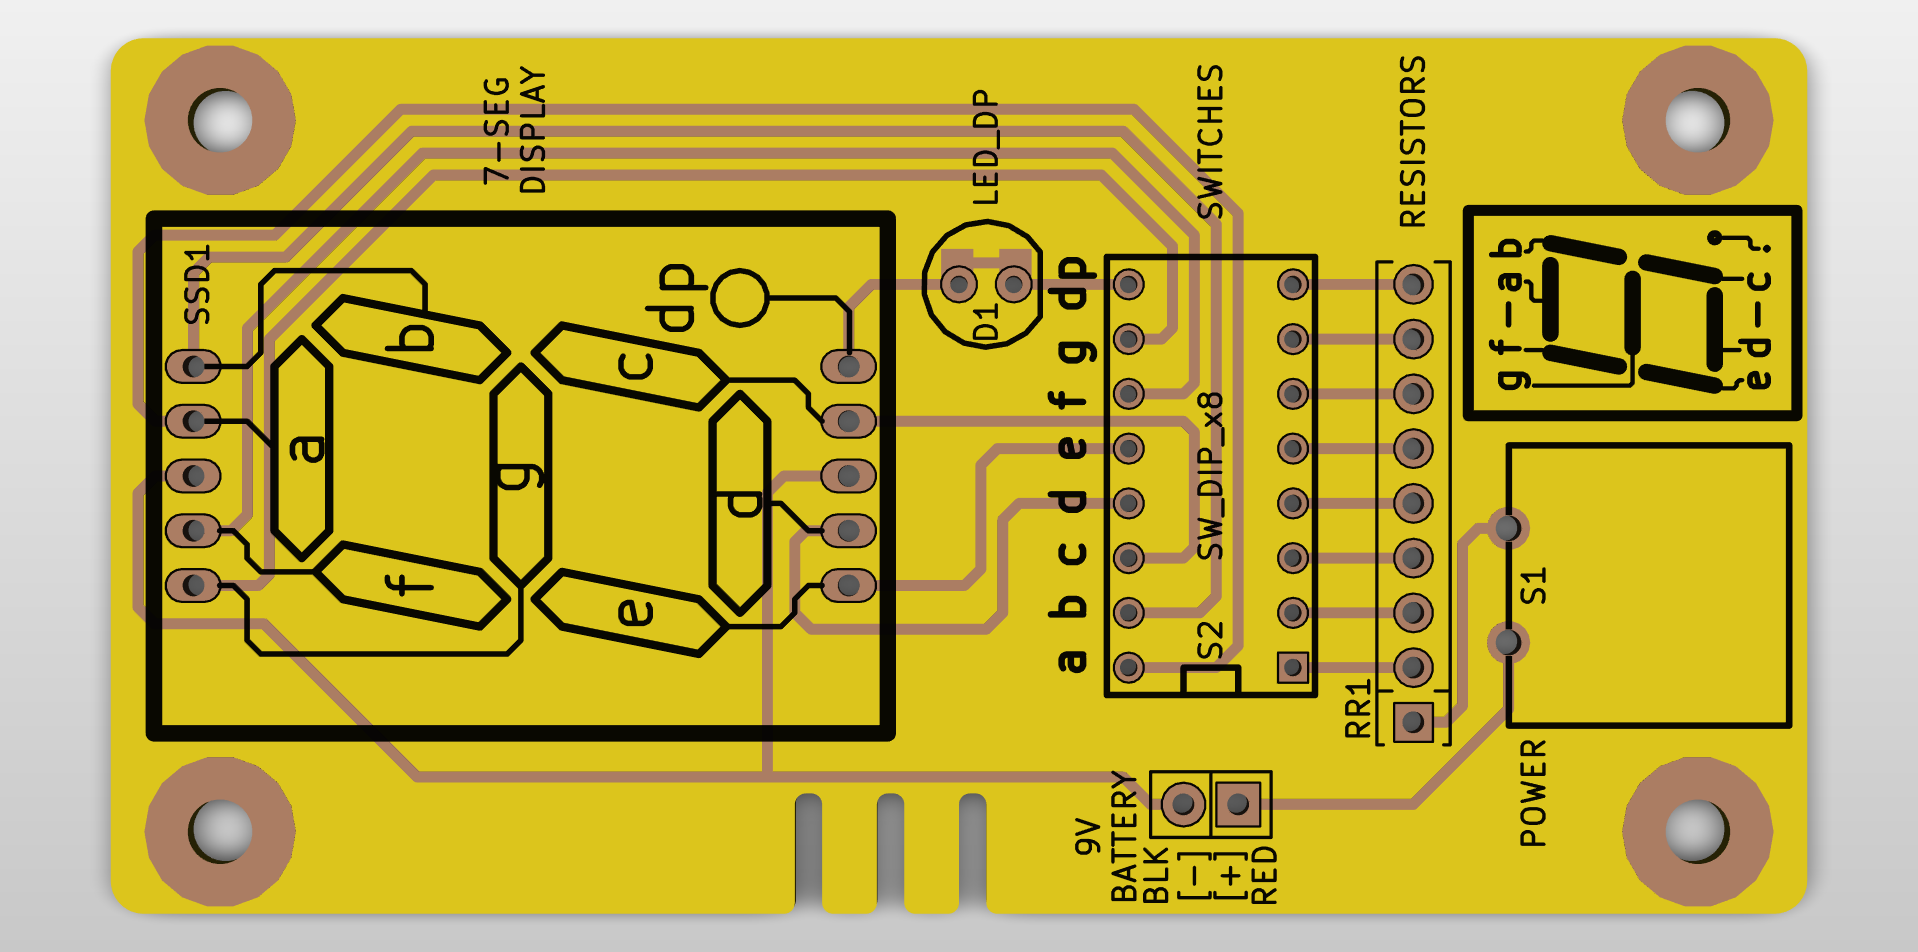 7-SEG
DISPLAY
LED_DP
SWITCHES
RESISTORS
SSD1
a
b
c
d
e
f
g
dp
D1
dp
g
f
e
d
c
b
a
SW_DIP_x8
S2
RR1
b
f-a
g
.
d-c
e
S1
POWER
9V
BATTERY
BLK
[-]
[+]
RED